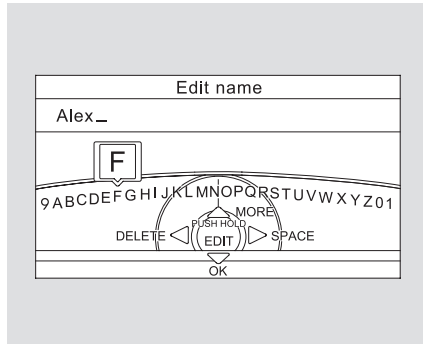 Edit name
Alex_
F
9ABCDEFGHIJKLMNOPQRSTUVWXYZ01
MORE
PUSH HOLD
DELETE EDIT SPACE
OK